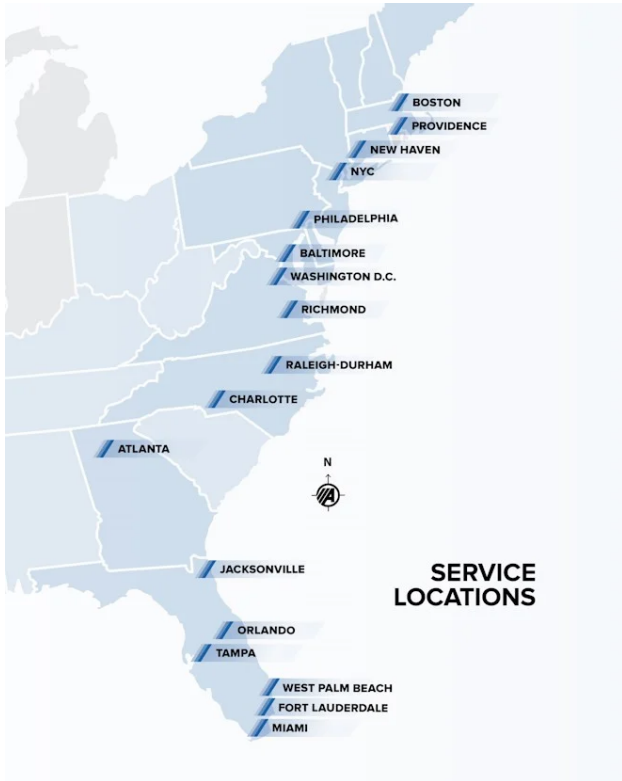 BOSTON
PROVIDENCE
NEW HAVEN
NYC
PHILADELPHIA
BALTIMORE
WASHINGTON D.C.
RICHMOND
RALEIGH-DURHAM
CHARLOTTE
ATLANTA
N
A
JACKSONVILLE
SERVICE
LOCATIONS
ORLANDO
TAMPA
WEST PALM BEACH
FORT LAUDERDALE
MIAMI